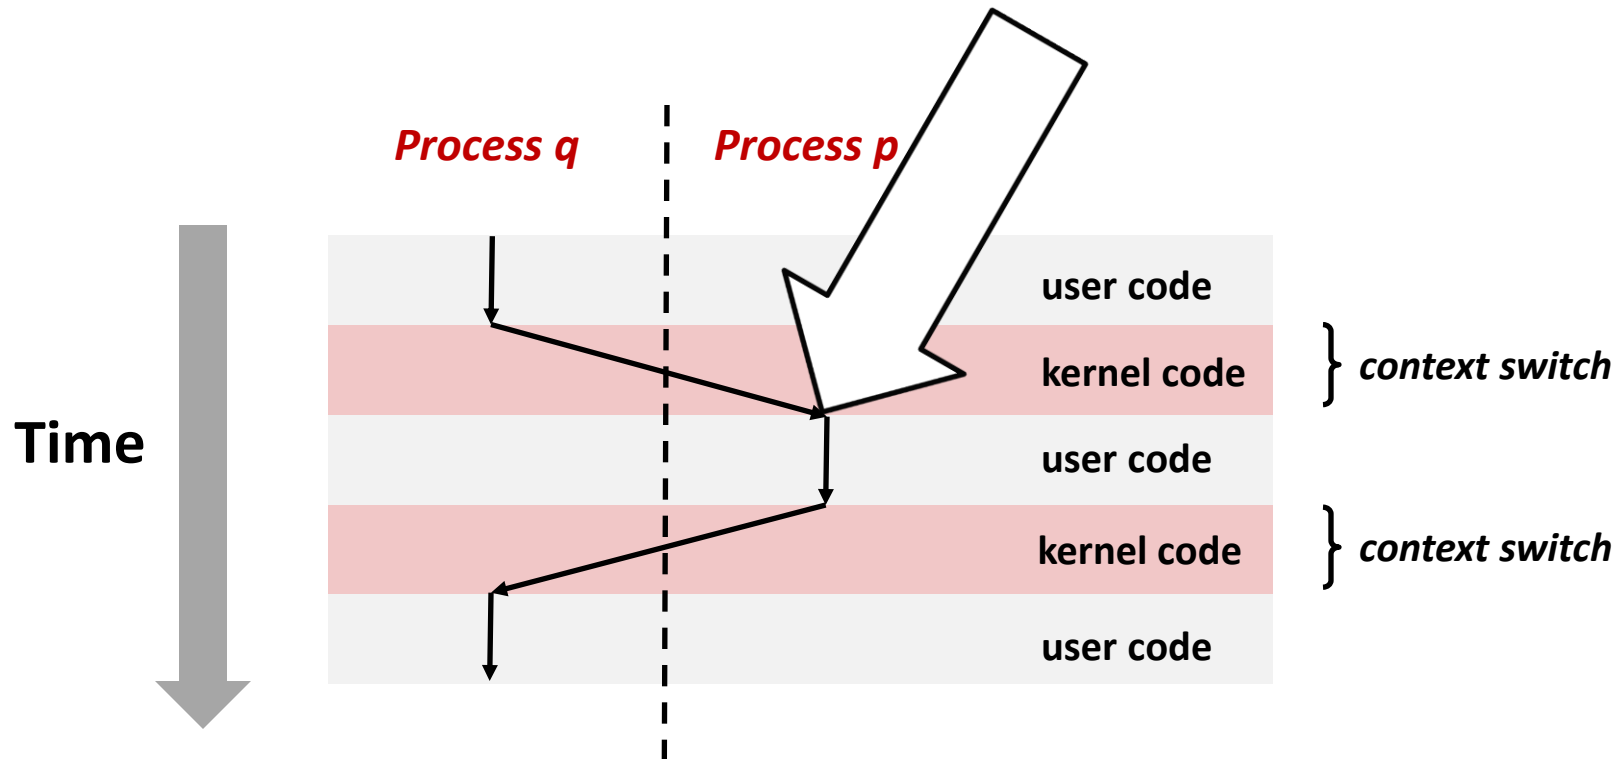 Process q
Process p
user code
kernel code
context switch
Time
user code
kernel code
context switch
user code